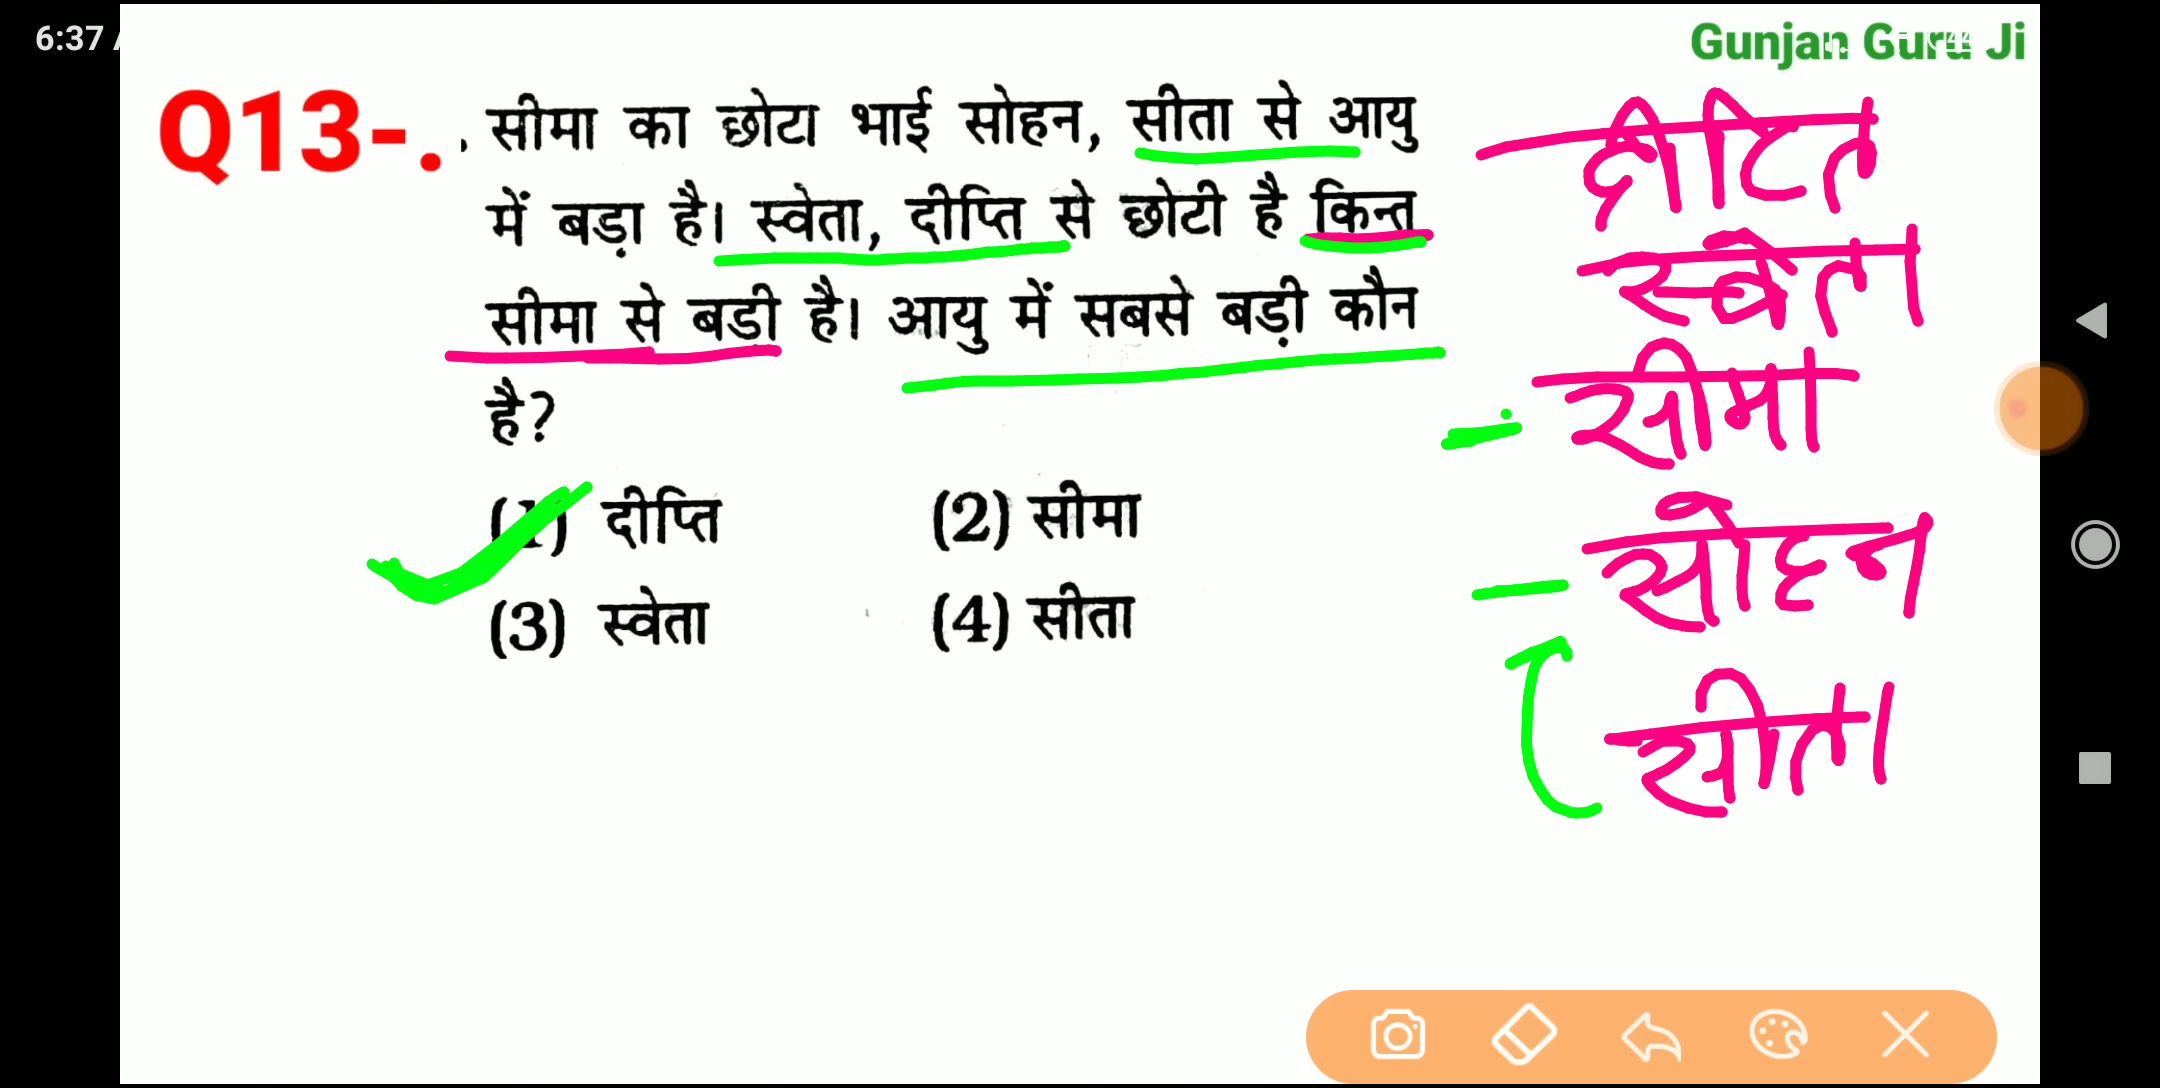 6:37
Gunjan Guru Ji
Q13-.
सीमा का छोटा भाई सोहन, सीता से आयु
में बड़ा है। स्वेता, दीप्ति से छोटी है किन्तु
सीमा से बडी है। आयु में सबसे बड़ी कौन
है?
(1) दीप्ति (2) सीमा
(3) स्वेता (4) सीता
दीप्ति
स्वेता
सीमा
सोहन
सीता